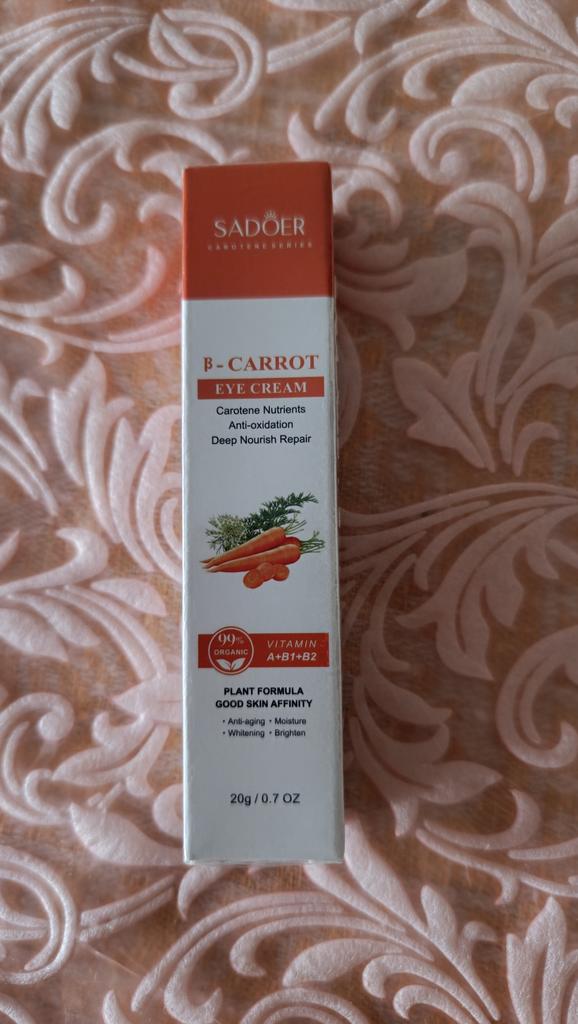 SADOER
CAROTENE SERIES
β - CARROT
EYE CREAM
Carotene Nutrients
Anti-oxidation
Deep Nourish Repair
99%
ORGANIC
VITAMIN
A+B1+B2
PLANT FORMULA
GOOD SKIN AFFINITY
· Anti-aging · Moisture
· Whitening · Brighten
20g / 0.7 OZ